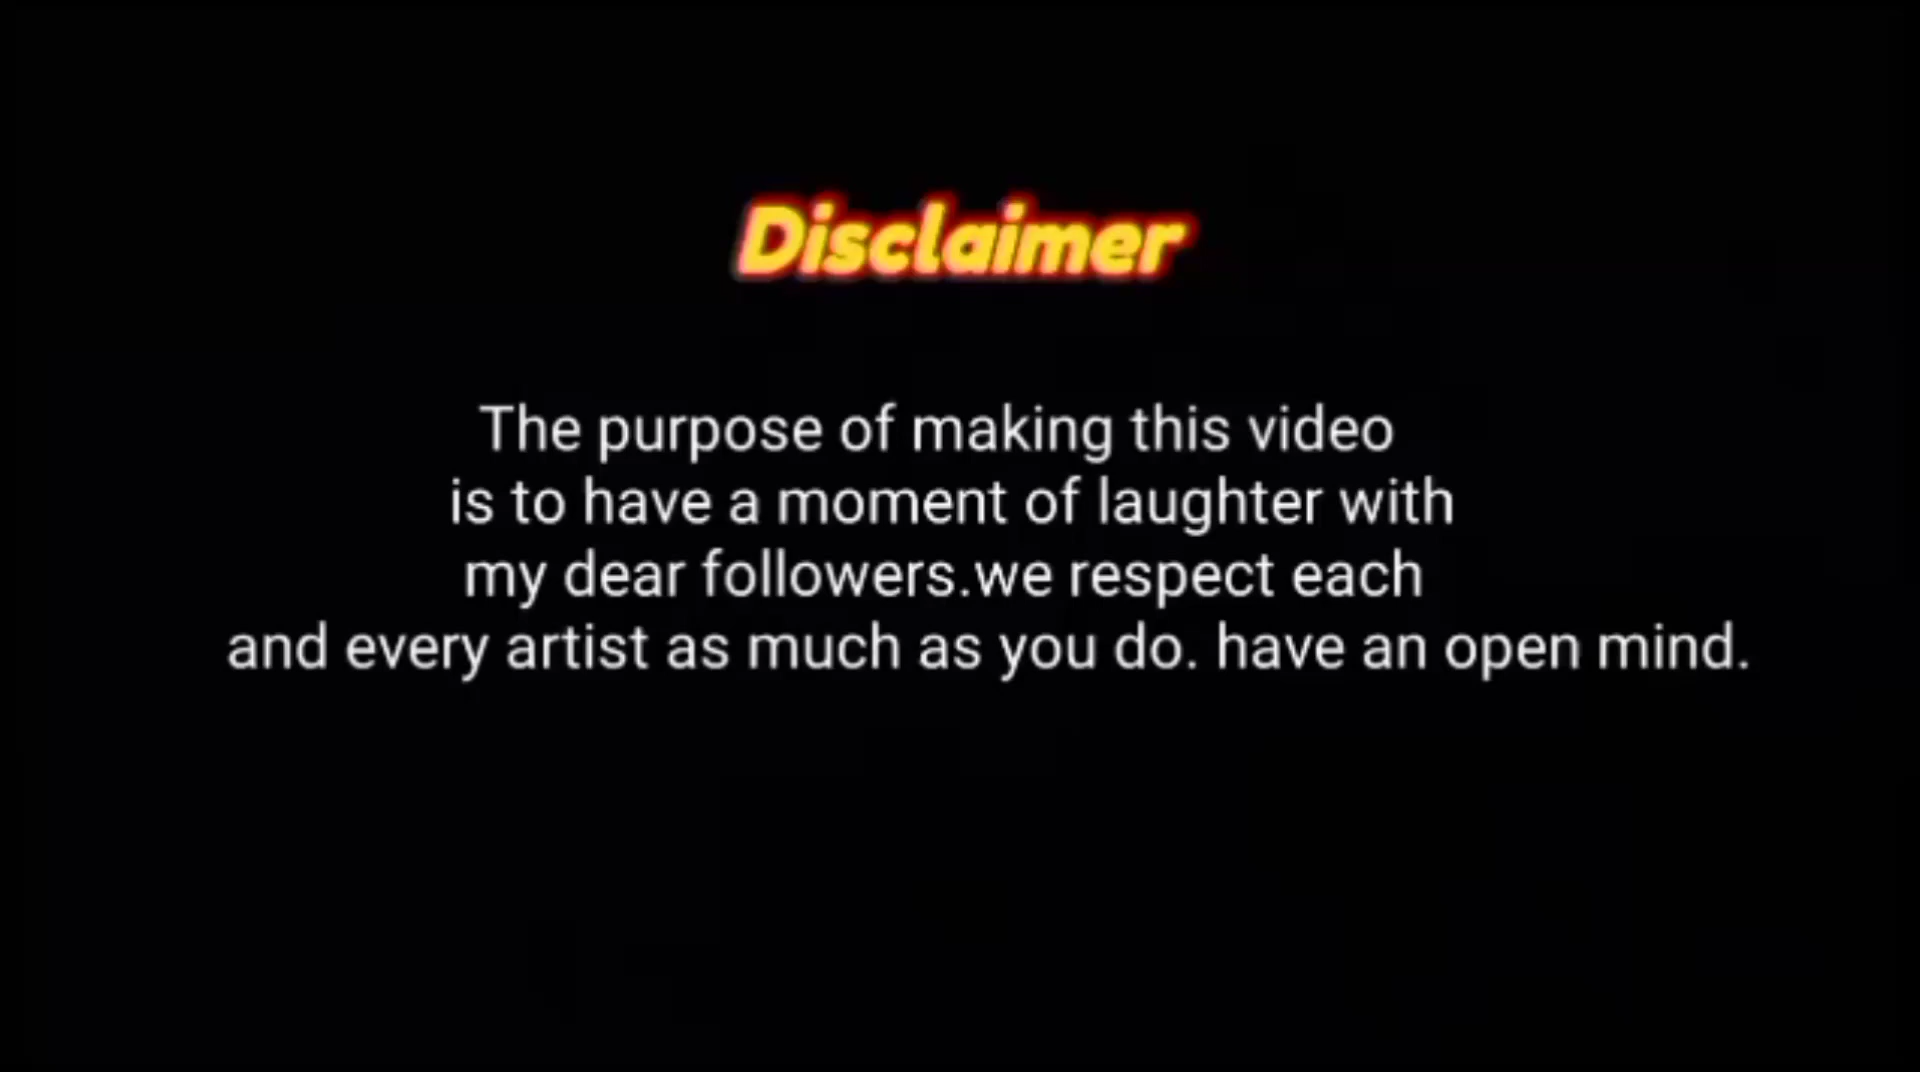 Disclaimer
The purpose of making this video
is to have a moment of laughter with
my dear followers.we respect each
and every artist as much as you do. have an open mind.